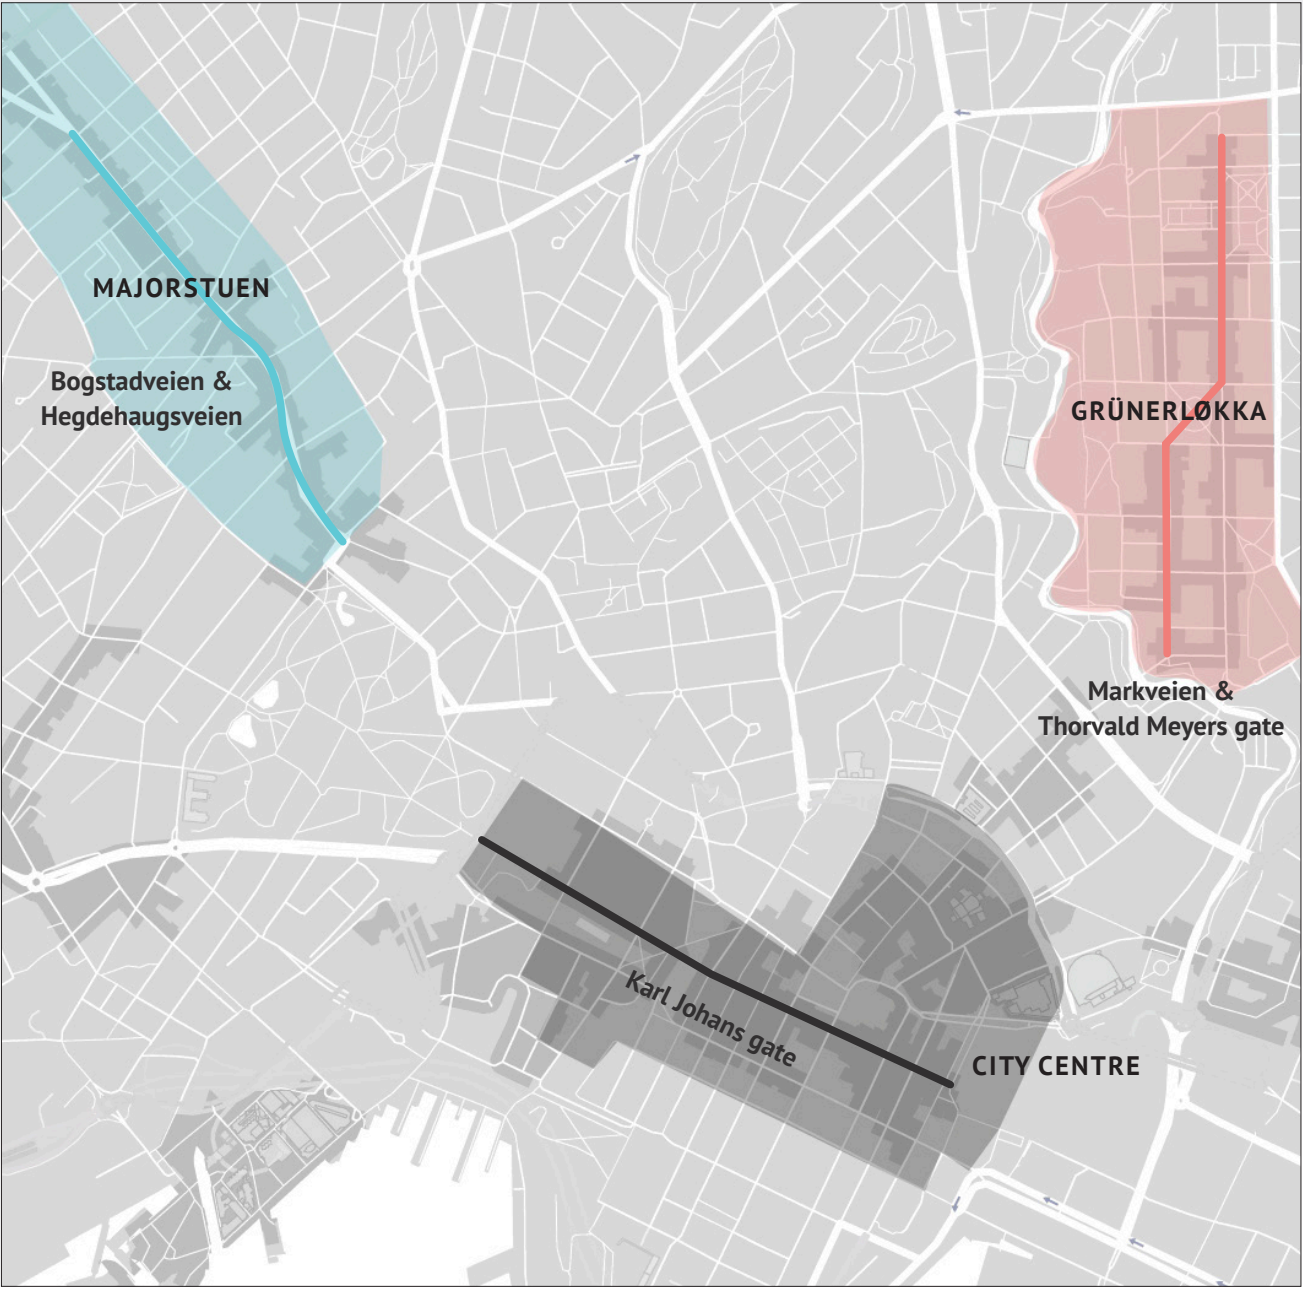 MAJORSTUEN
Bogstadveien &
Hegdehaugsveien
GRÜNERLØKKA
Markveien &
Thorvald Meyers gate
Karl Johans gate
CITY CENTRE